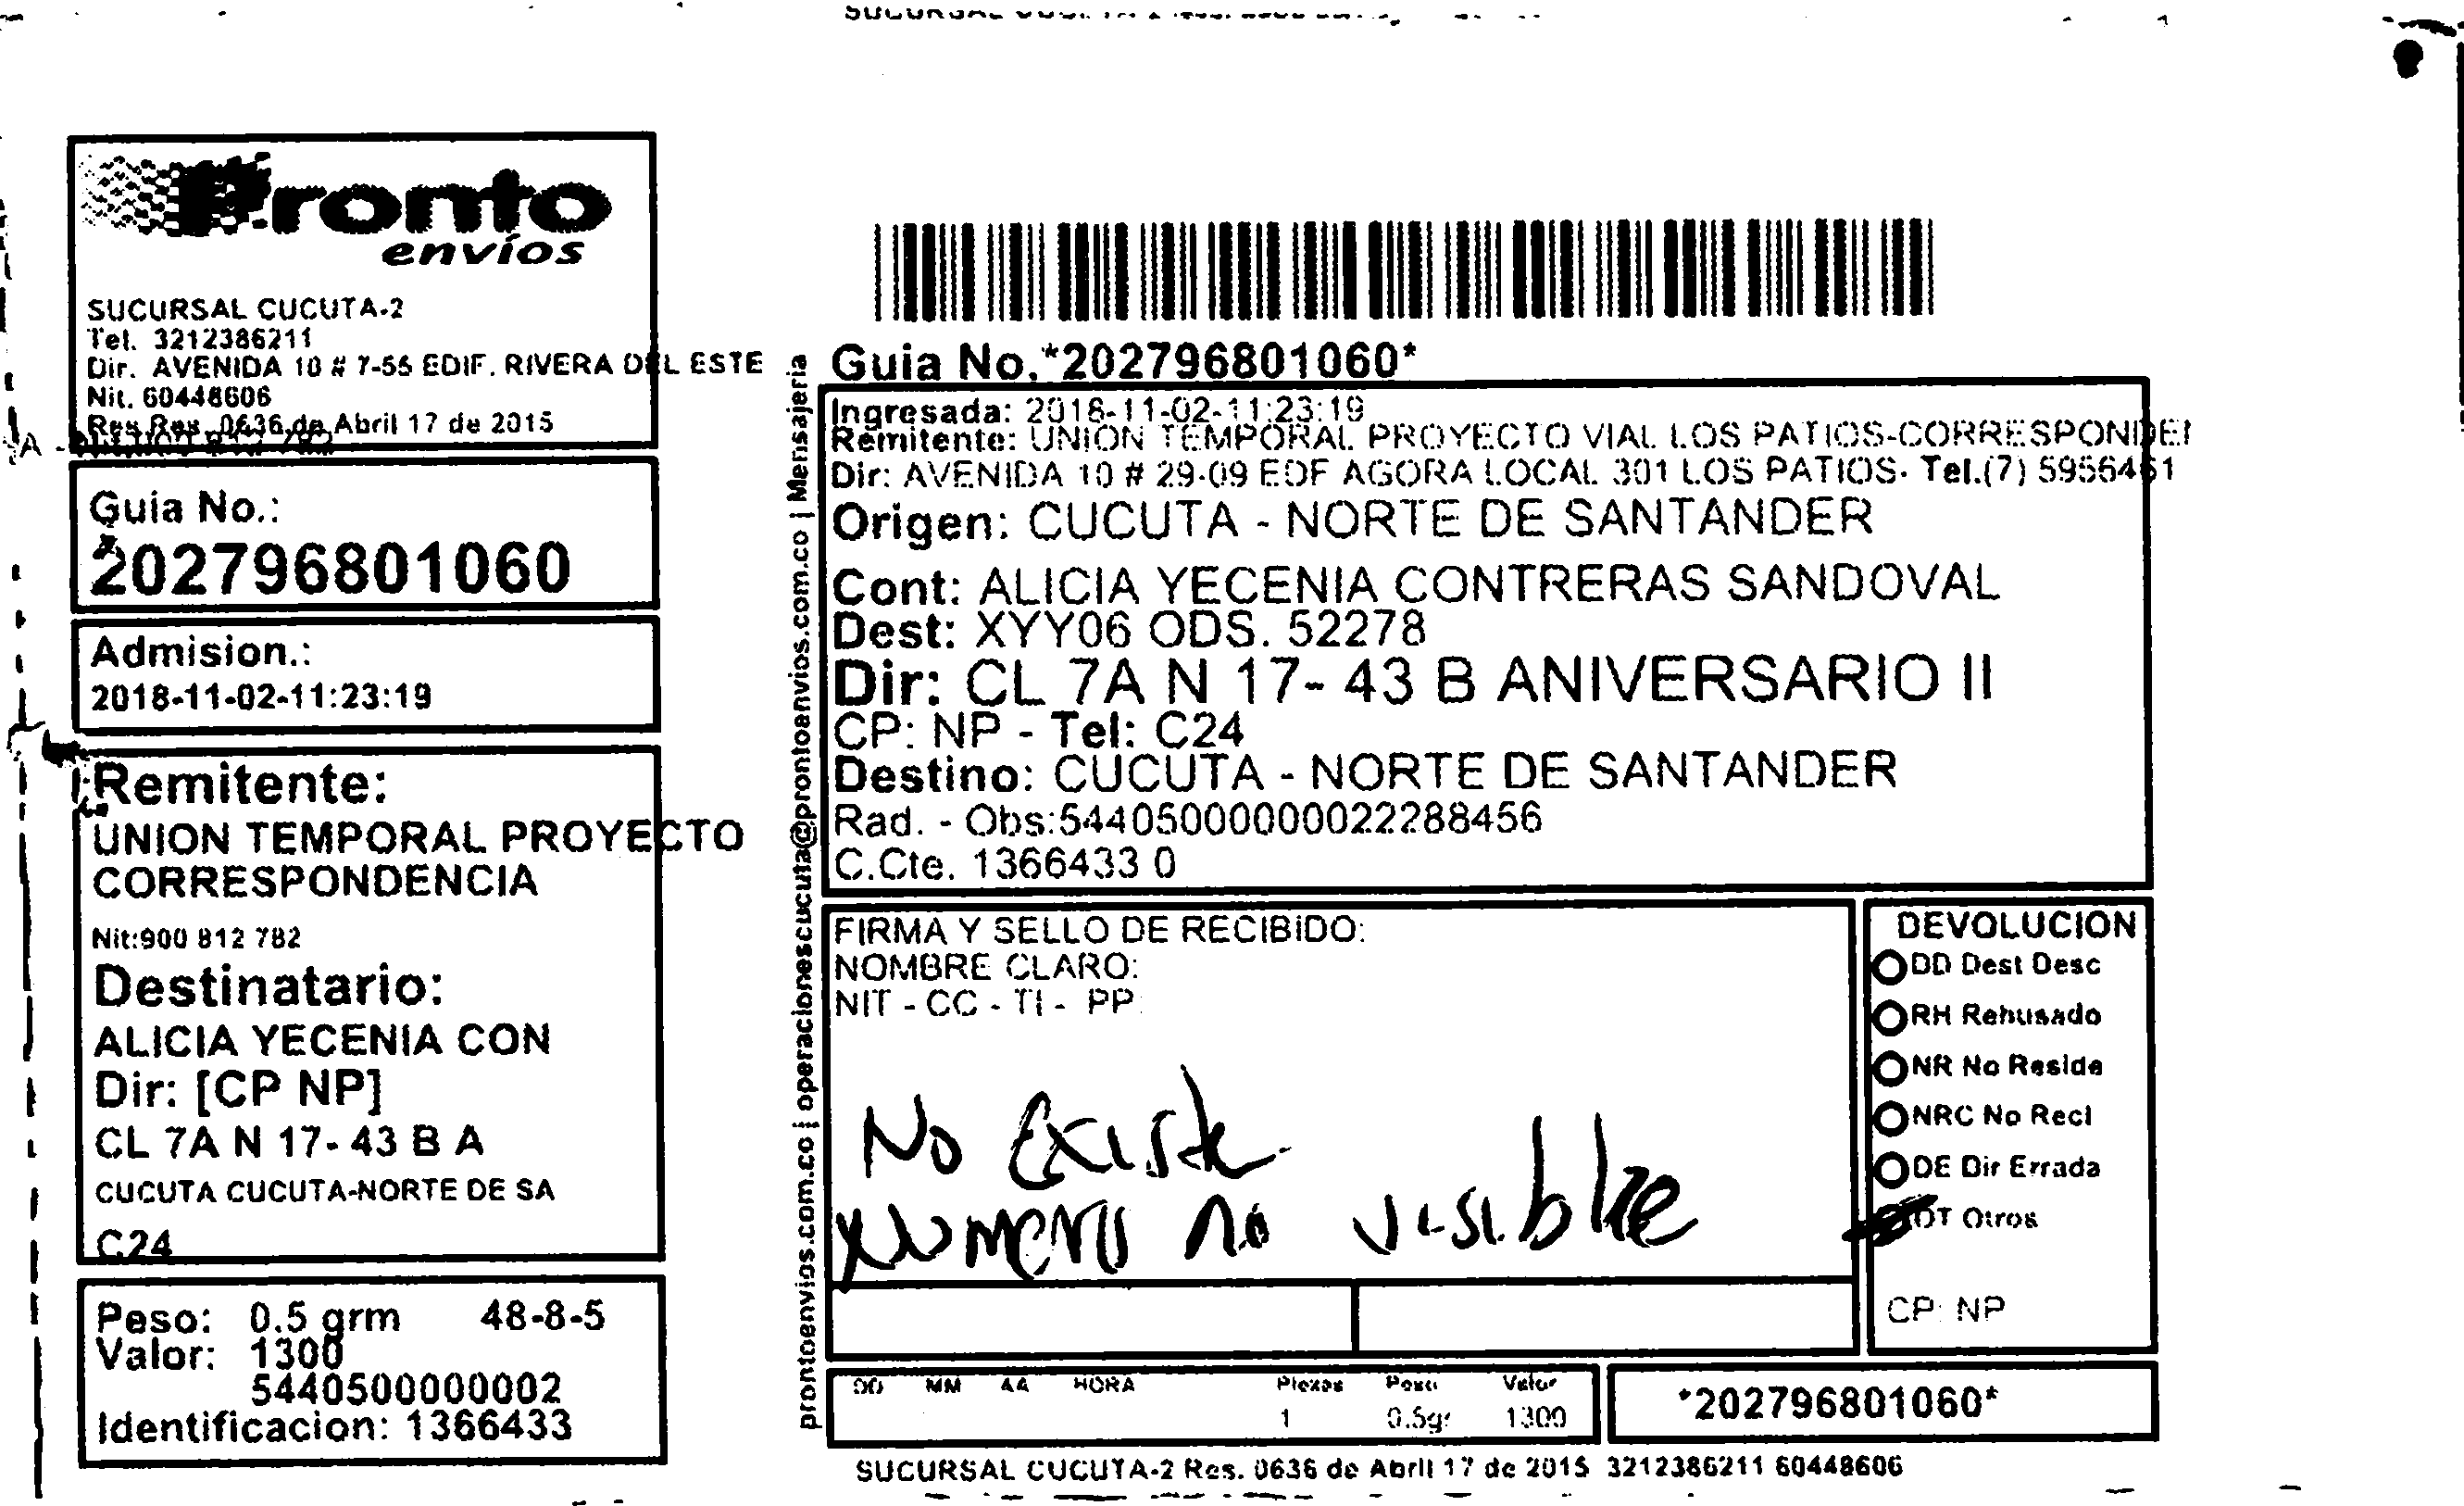 Pronto
envíos
SUCURSAL CUCUTA-2
Tel. 3212386211
Dir. AVENIDA 10 # 7-55 EDIF. RIVERA DEL ESTE
Nit. 60448606
Res Res. 0636 de Abril 17 de 2015
Guia No.:
202796801060
Admision.:
2018-11-02-11:23:19
Remitente:
UNION TEMPORAL PROYECTO
CORRESPONDENCIA
Nit:900 812 782
Destinatario:
ALICIA YECENIA CON
Dir: [CP NP]
CL 7A N 17- 43 B A
CUCUTA CUCUTA-NORTE DE SA
C24
Peso: 0.5 grm 48-8-5
Valor: 1300
5440500000002
Identificacion: 1366433
prontoenvios.com.co | operacionescucuta@prontoenvios.com.co | Mensajeria
Guia No.*202796801060*
Ingresada: 2018-11-02-11:23:19
Remitente: UNION TEMPORAL PROYECTO VIAL LOS PATIOS-CORRESPONDE
Dir: AVENIDA 10 # 29-09 EDF AGORA LOCAL 301 LOS PATIOS- Tel.(7) 5956461
Origen: CUCUTA - NORTE DE SANTANDER
Cont: ALICIA YECENIA CONTRERAS SANDOVAL
Dest: XYY06 ODS. 52278
Dir: CL 7A N 17- 43 B ANIVERSARIO II
CP: NP - Tel: C24
Destino: CUCUTA - NORTE DE SANTANDER
Rad. - Obs:544050000000022288456
C.Cte. 1366433 0
FIRMA Y SELLO DE RECIBIDO:
NOMBRE CLARO:
NIT - CC - TI - PP:
No Existe
Numero no visible
DEVOLUCION
DD Dest Desc
RH Rehusado
NR No Reside
NRC No Recl
DE Dir Errada
OT Otros
CP: NP
DD MM AA HORA Piezas Peso Valor
1 0.5gr 1300
*202796801060*
SUCURSAL CUCUTA-2 Res. 0636 de Abril 17 de 2015 3212386211 60448606